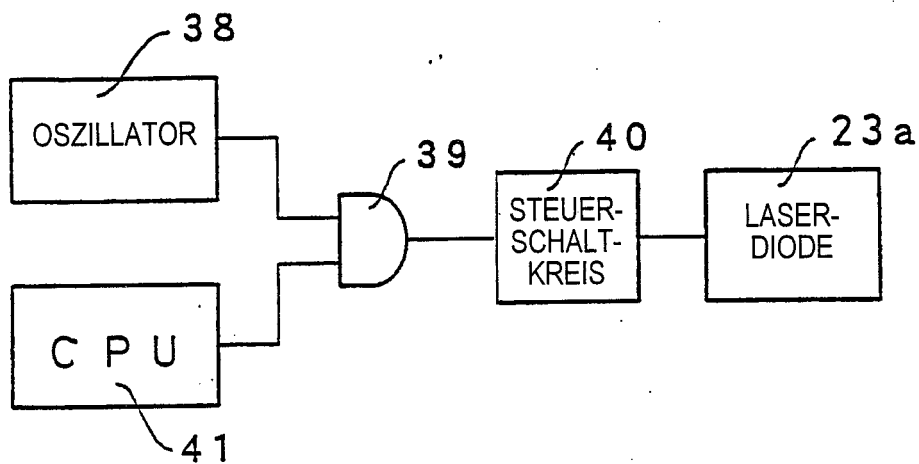 38
OSZILLATOR
39
40
STEUER-
SCHALT-
KREIS
23a
LASER-
DIODE
C P U
41